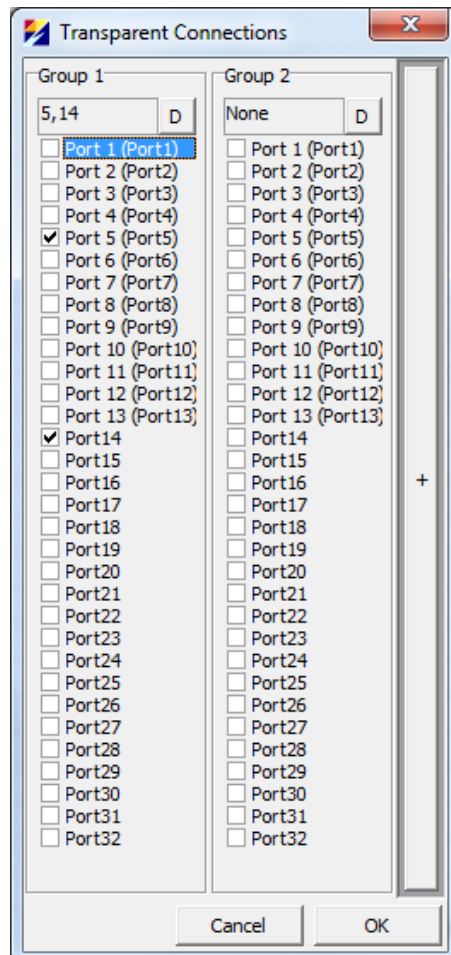 Transparent Connections
Group 1
5,14
D
Port 1 (Port1)
Port 2 (Port2)
Port 3 (Port3)
Port 4 (Port4)
Port 5 (Port5)
Port 6 (Port6)
Port 7 (Port7)
Port 8 (Port8)
Port 9 (Port9)
Port 10 (Port10)
Port 11 (Port11)
Port 12 (Port12)
Port 13 (Port13)
Port14
Port15
Port16
Port17
Port18
Port19
Port20
Port21
Port22
Port23
Port24
Port25
Port26
Port27
Port28
Port29
Port30
Port31
Port32
Group 2
None
D
Port 1 (Port1)
Port 2 (Port2)
Port 3 (Port3)
Port 4 (Port4)
Port 5 (Port5)
Port 6 (Port6)
Port 7 (Port7)
Port 8 (Port8)
Port 9 (Port9)
Port 10 (Port10)
Port 11 (Port11)
Port 12 (Port12)
Port 13 (Port13)
Port14
Port15
Port16
Port17
Port18
Port19
Port20
Port21
Port22
Port23
Port24
Port25
Port26
Port27
Port28
Port29
Port30
Port31
Port32
+
Cancel
OK